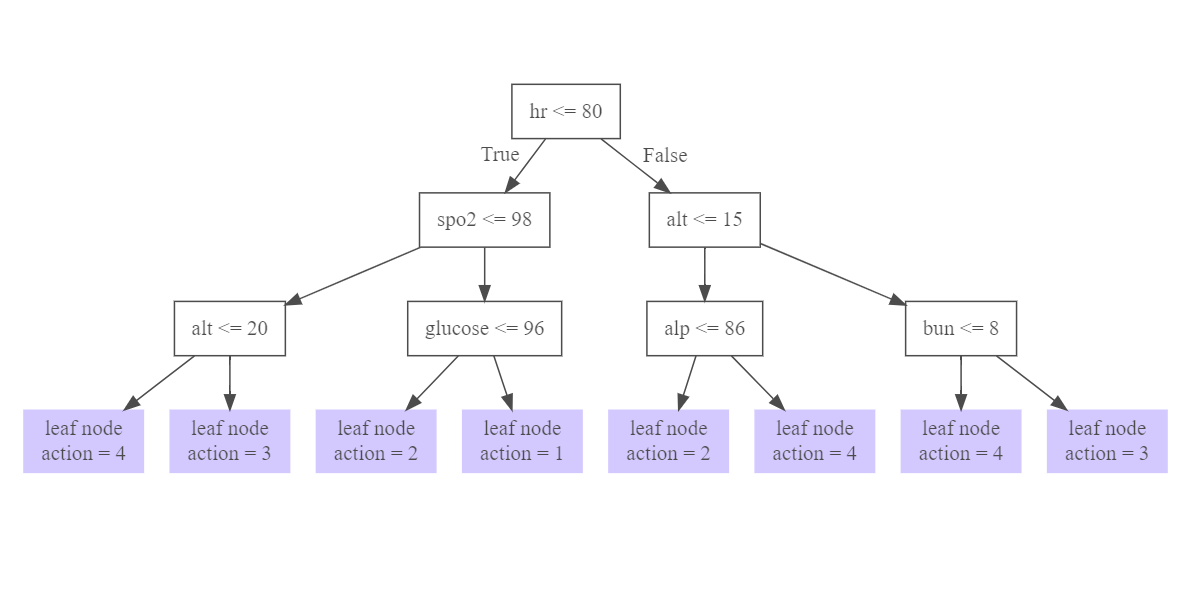 hr <= 80
True
False
spo2 <= 98
alt <= 15
alt <= 20
glucose <= 96
alp <= 86
bun <= 8
leaf node
action = 4
leaf node
action = 3
leaf node
action = 2
leaf node
action = 1
leaf node
action = 2
leaf node
action = 4
leaf node
action = 4
leaf node
action = 3